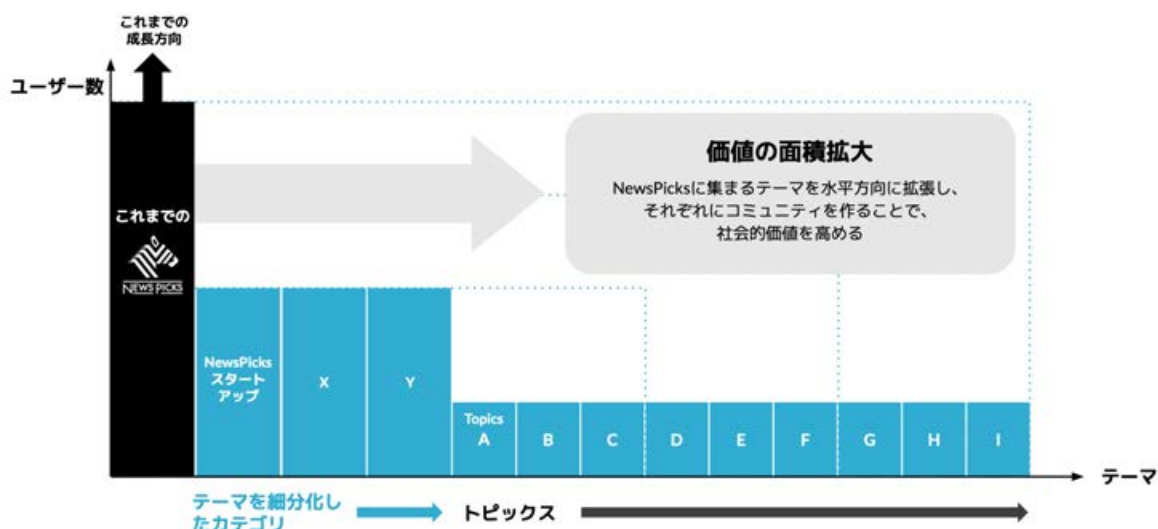 これまでの
成長方向
ユーザー数
価値の面積拡大
NewsPicksに集まるテーマを水平方向に拡張し、
それぞれにコミュニティを作ることで、
社会的価値を高める
これまでの
NEWSPICKS
NewsPicks
スタート
アップ
X
Y
Topics
A
B
C
D
E
F
G
H
I
テーマ
テーマを細分化し
たカテゴリ
トピックス